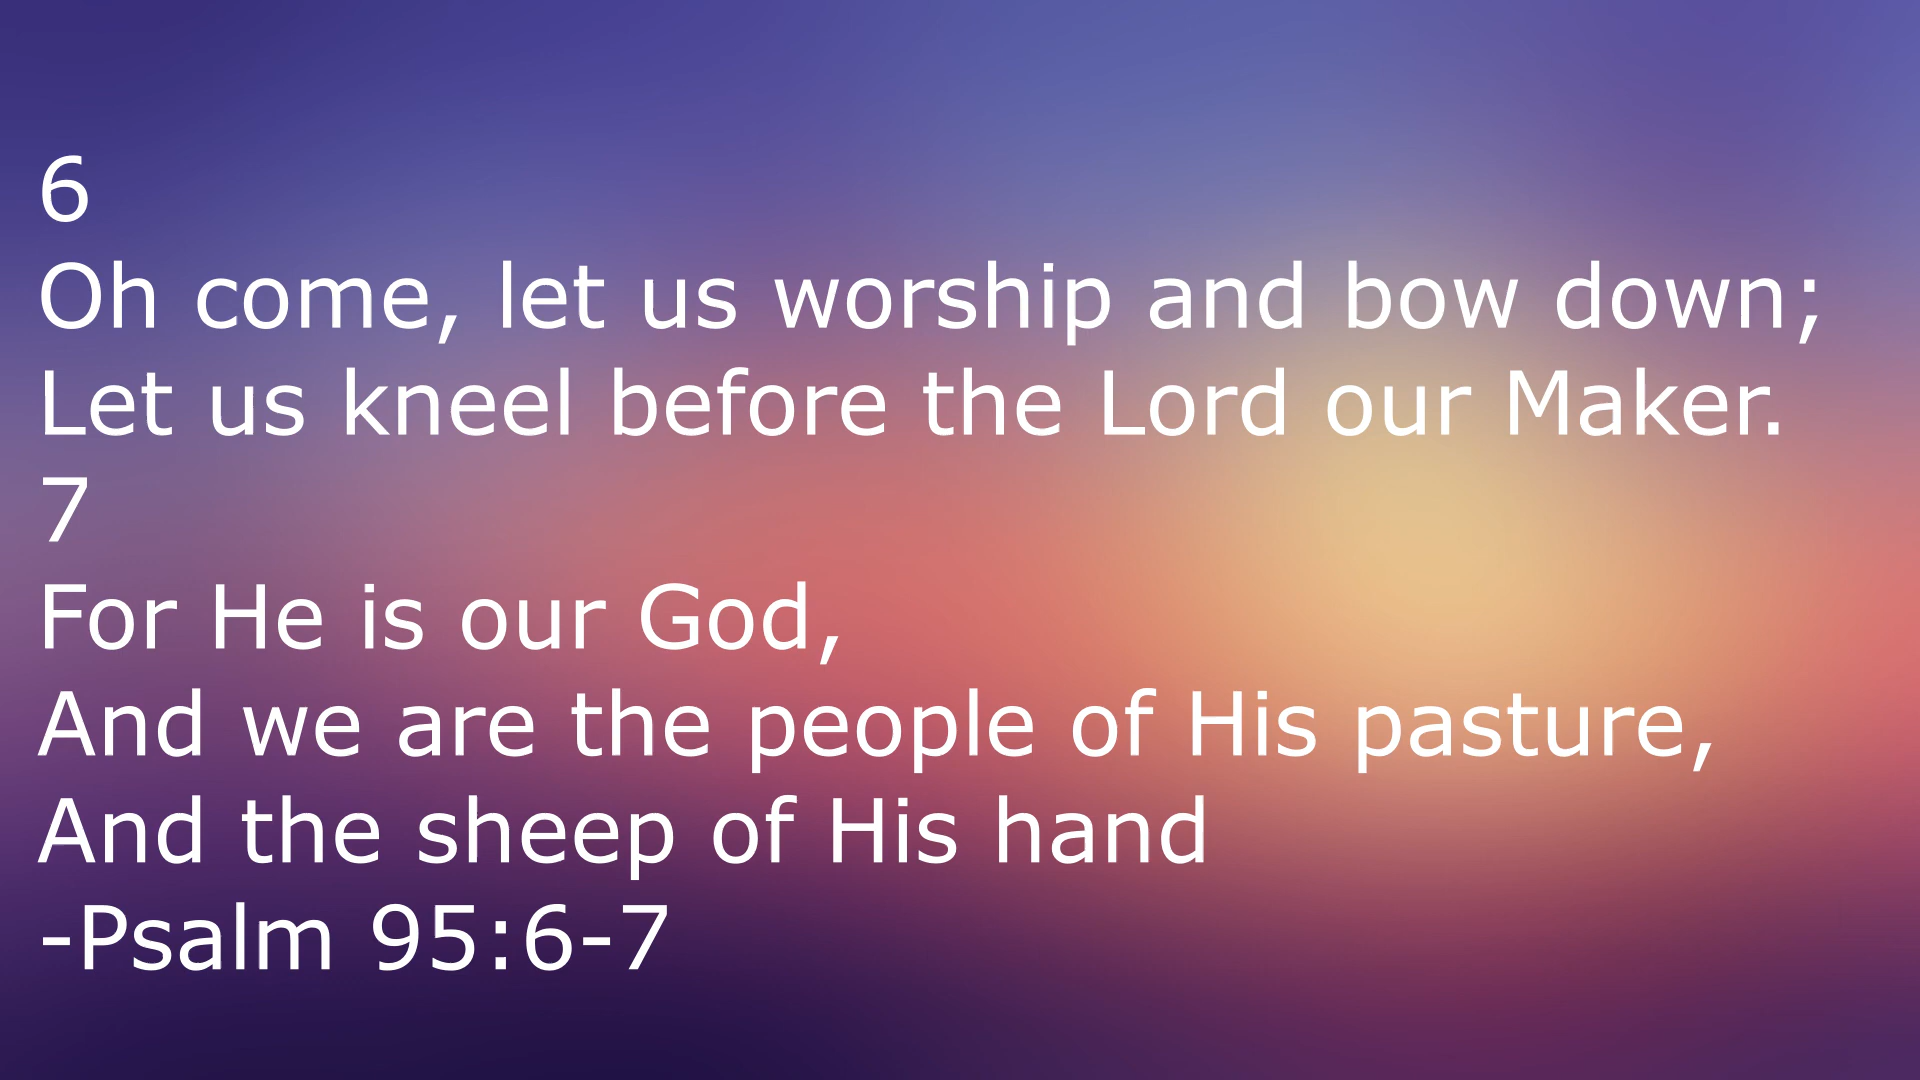 6
Oh come, let us worship and bow down;
Let us kneel before the Lord our Maker.
7
For He is our God,
And we are the people of His pasture,
And the sheep of His hand
-Psalm 95:6-7